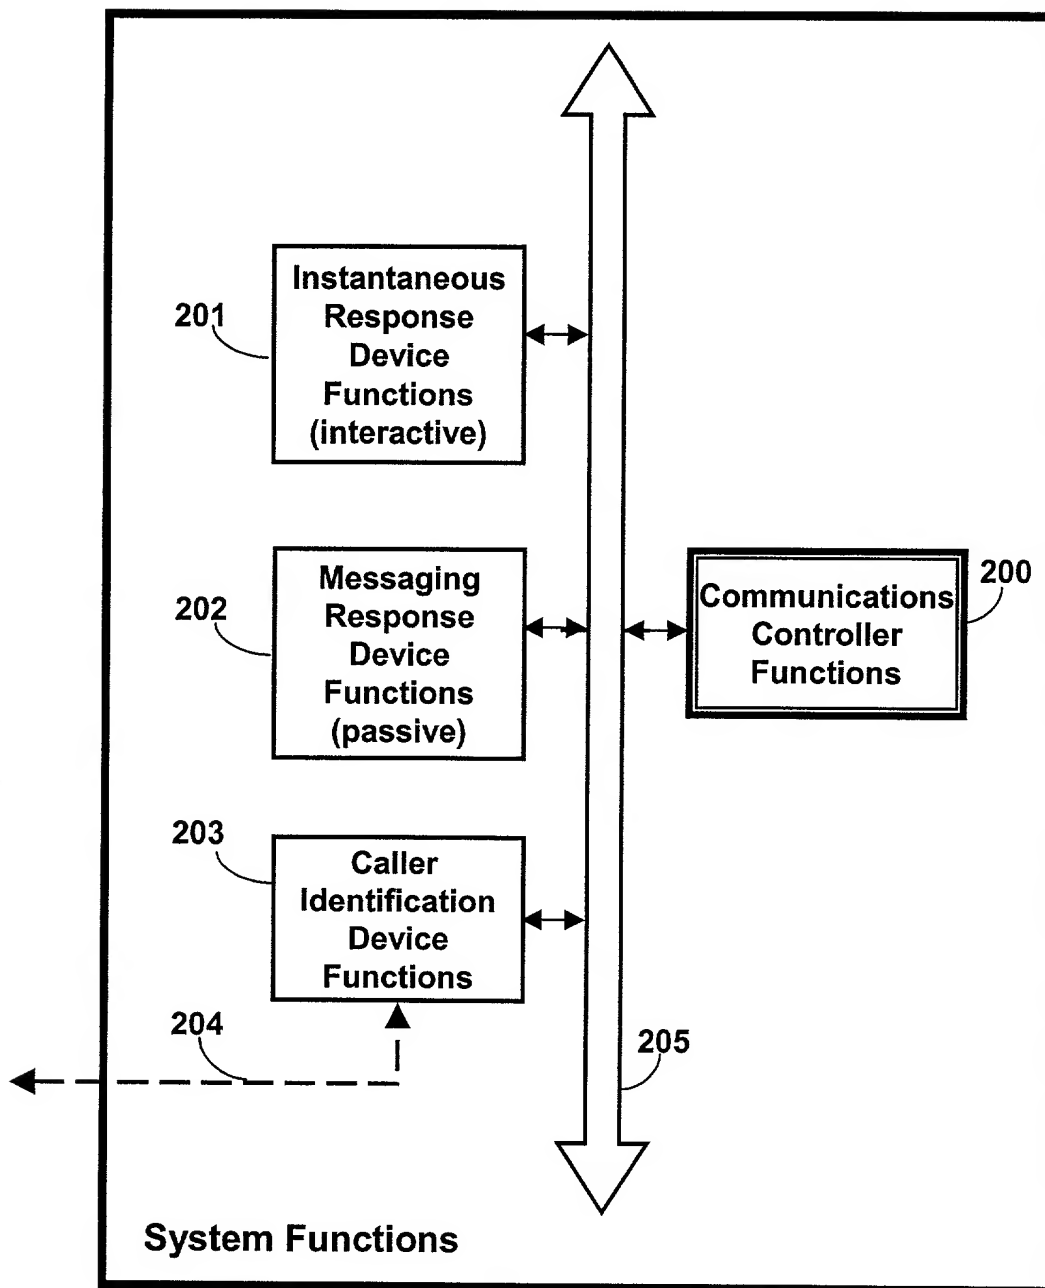 201
Instantaneous
Response
Device
Functions
(interactive)
202
Messaging
Response
Device
Functions
(passive)
200
Communications
Controller
Functions
203
Caller
Identification
Device
Functions
204
205
System Functions